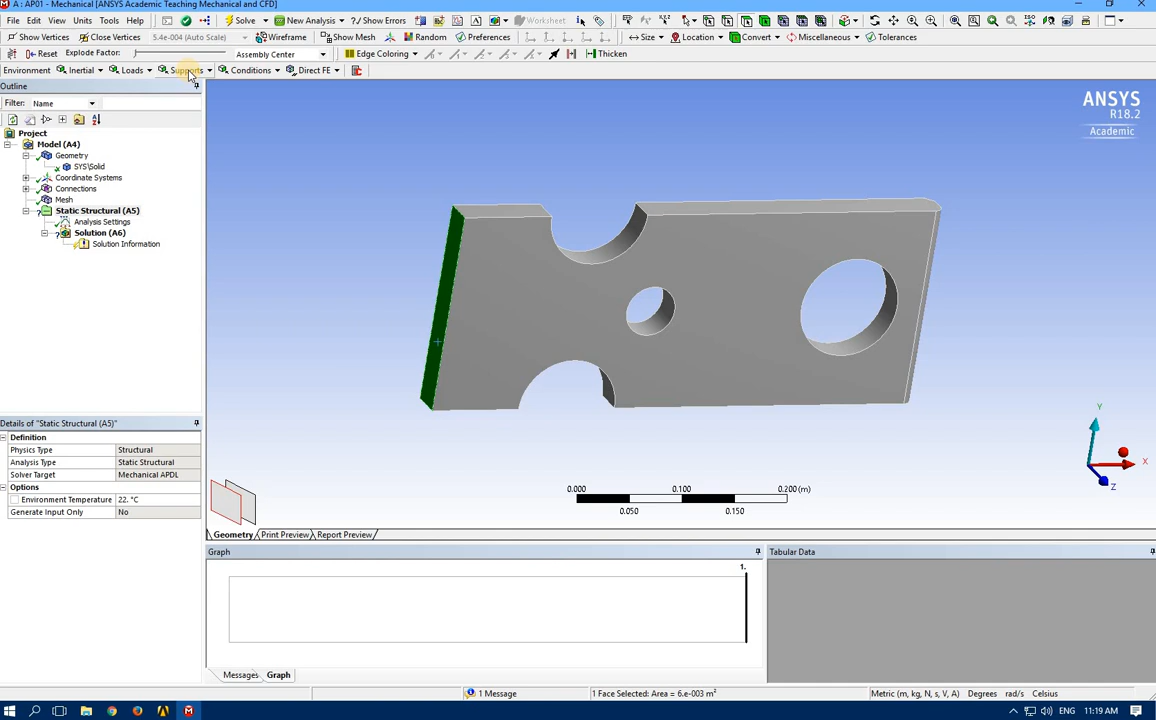 A : AP01 - Mechanical [ANSYS Academic Teaching Mechanical and CFD]
File Edit View Units Tools Help Solve New Analysis Show Errors Worksheet
Show Vertices Close Vertices 5.4e-004 (Auto Scale) Wireframe Show Mesh Random Preferences Size Location Convert Miscellaneous Tolerances
Reset Explode Factor: Assembly Center Edge Coloring Thicken
Environment Inertial Loads Supports Conditions Direct FE
Outline
Filter: Name
Project
Model (A4)
Geometry
SYS\Solid
Coordinate Systems
Connections
Mesh
Static Structural (A5)
Analysis Settings
Solution (A6)
Solution Information
Details of "Static Structural (A5)"
Definition
Physics Type Structural
Analysis Type Static Structural
Solver Target Mechanical APDL
Options
Environment Temperature 22. °C
Generate Input Only No
ANSYS
R18.2
Academic
Y
X
Z
0.000 0.100 0.200 (m)
0.050 0.150
Geometry Print Preview Report Preview
Graph
1.
Tabular Data
Messages Graph
1 Message 1 Face Selected: Area = 6.e-003 m² Metric (m, kg, N, s, V, A) Degrees rad/s Celsius
ENG 11:19 AM